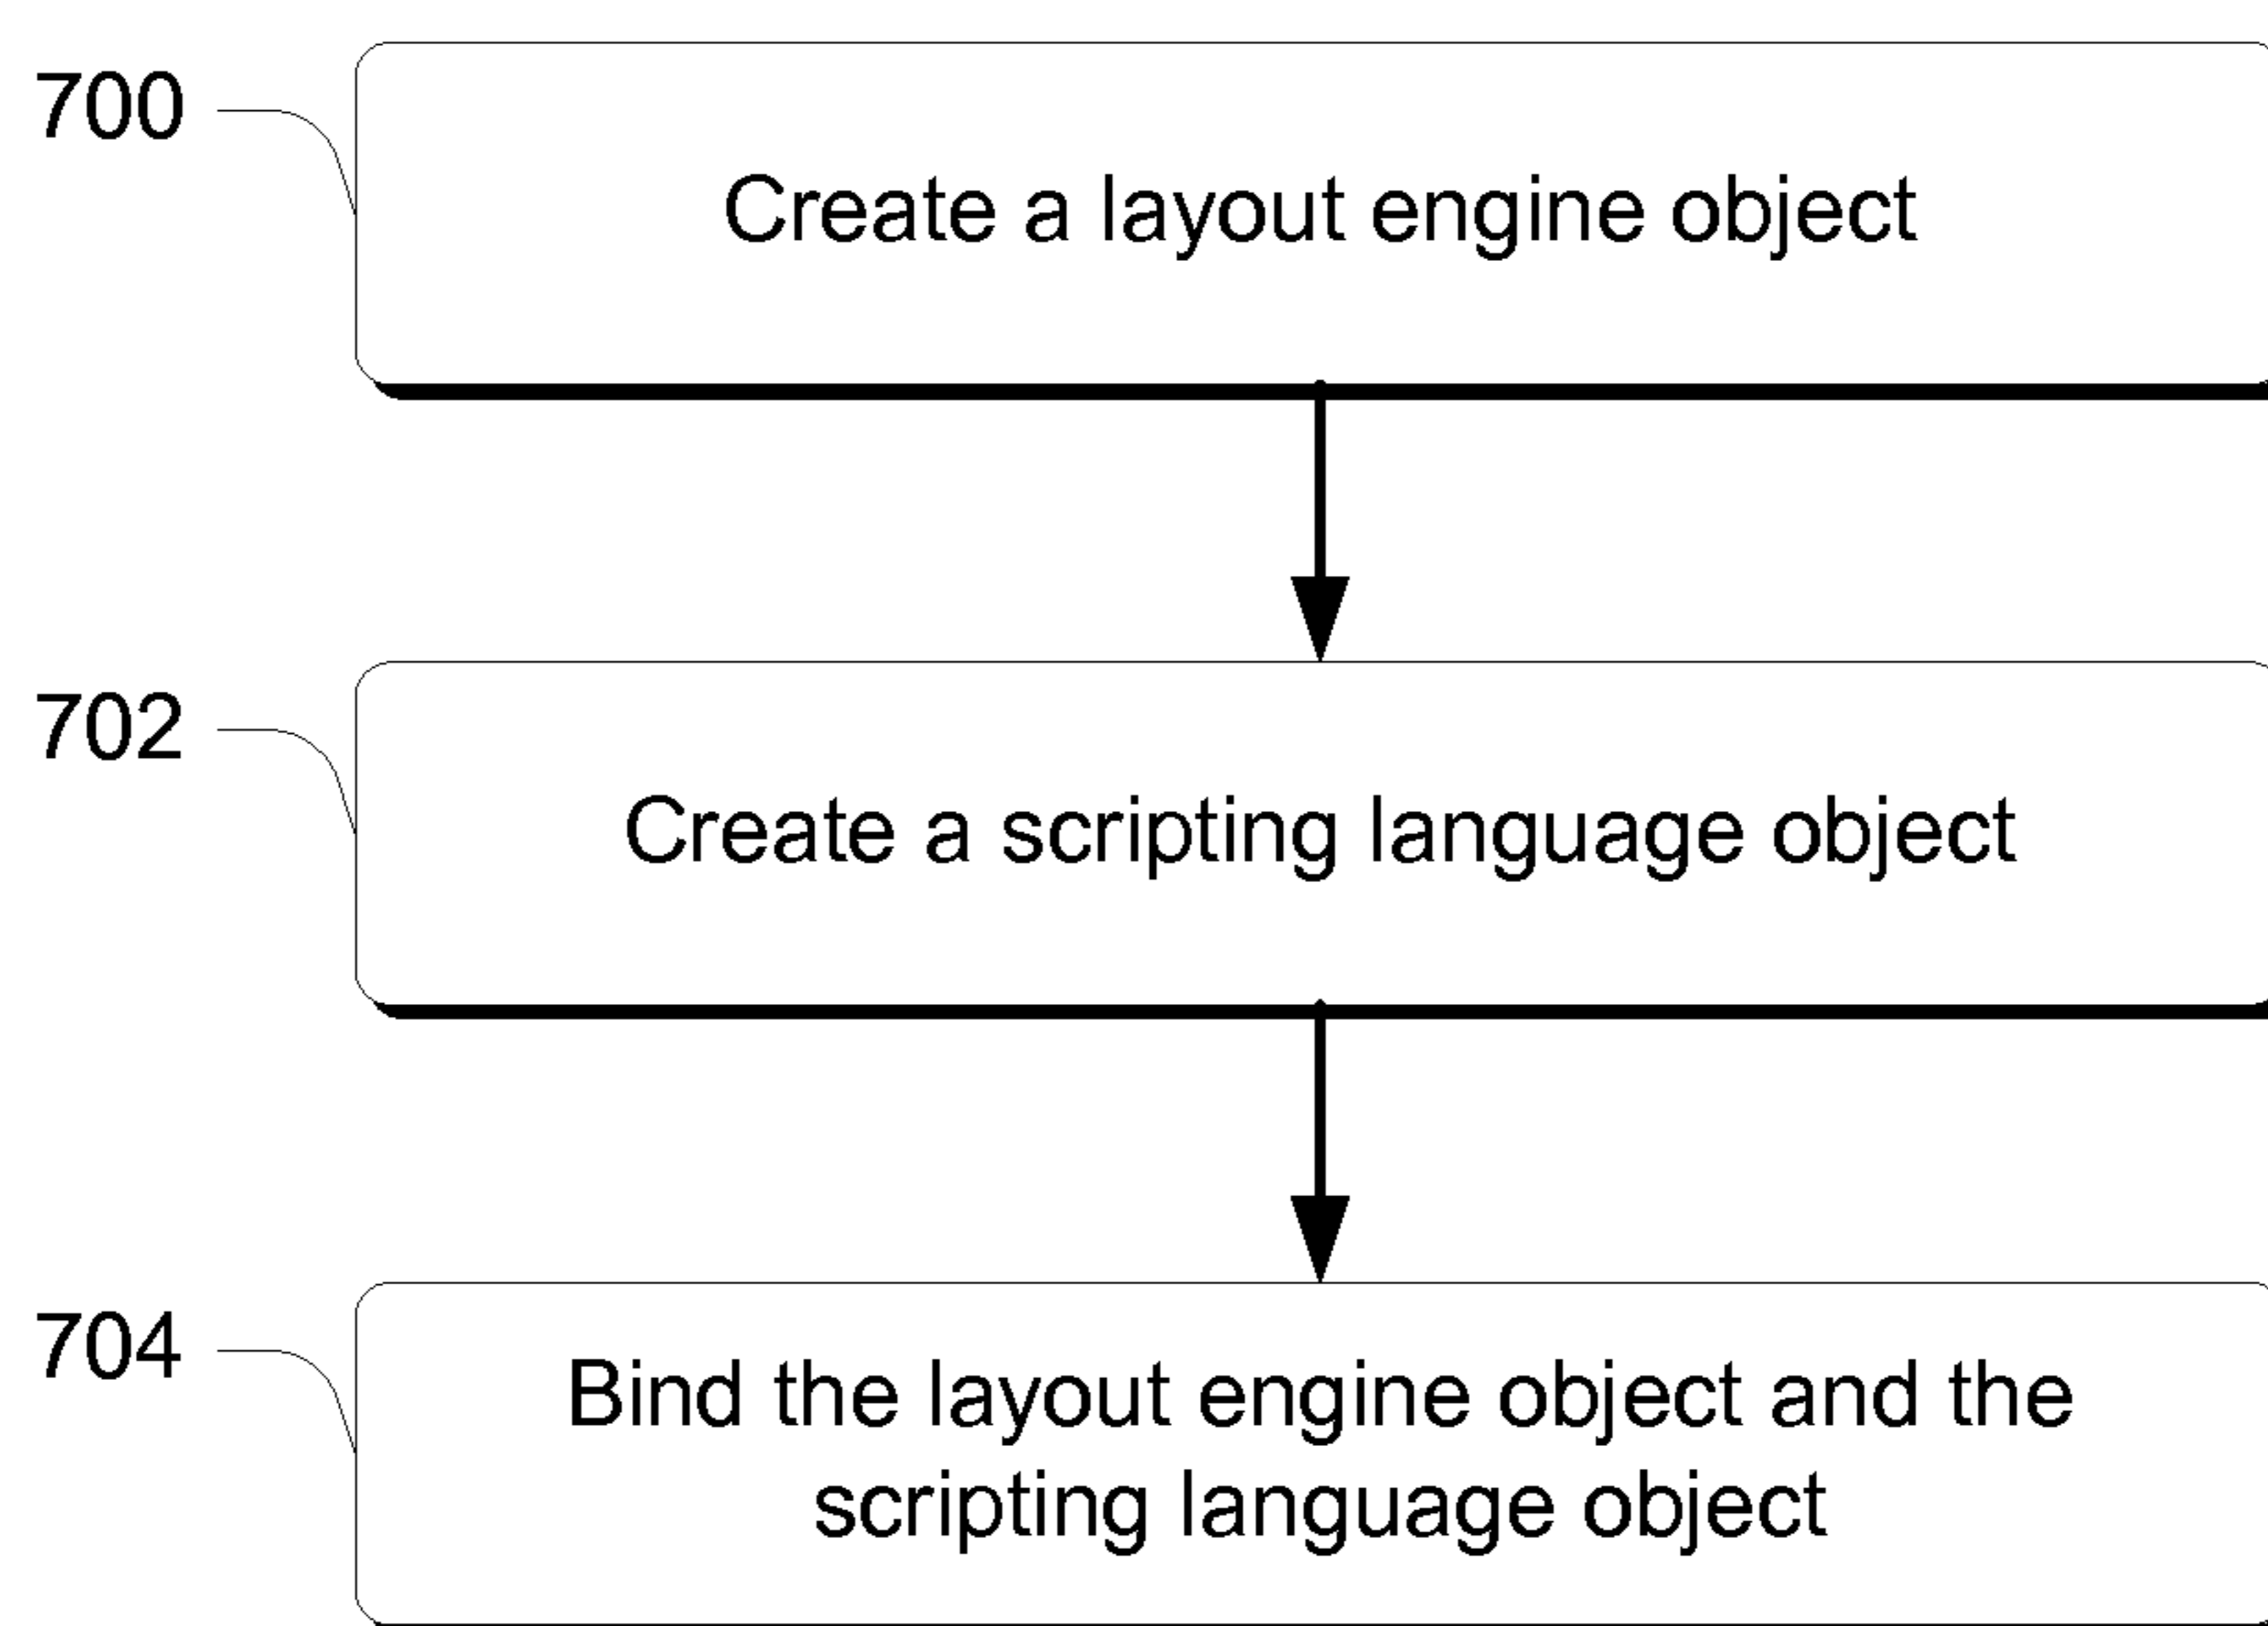 700
Create a layout engine object
702
Create a scripting language object
704
Bind the layout engine object and the
scripting language object